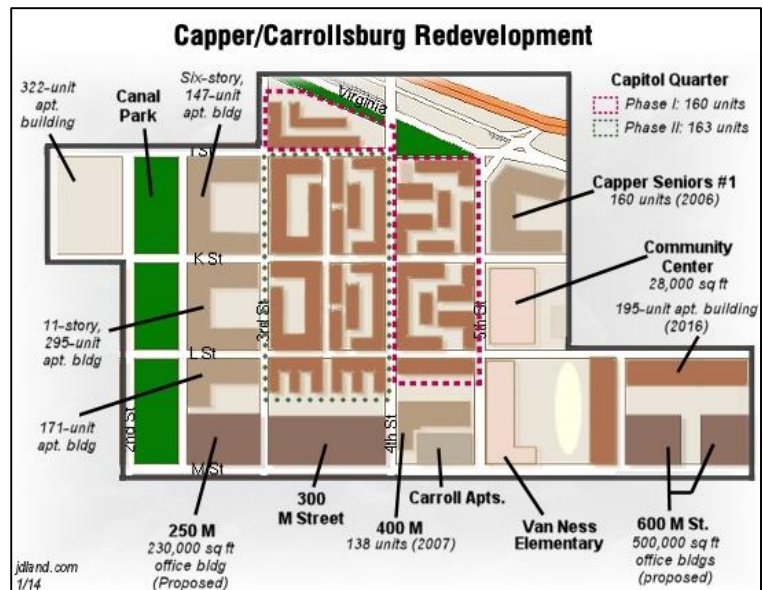 Capper/Carrollsburg Redevelopment
322-unit
apt.
building
Canal
Park
Six-story,
147-unit
apt. bldg
Virginia
Capitol Quarter
Phase I: 160 units
Phase II: 163 units
I St
Capper Seniors #1
160 units (2006)
K St
Community
Center
28,000 sq ft
195-unit apt. building
(2016)
3rd St
5th St
11-story,
295-unit
apt. bldg
L St
171-unit
apt. bldg
2nd St
4th St
M St
250 M
230,000 sq ft
office bldg
(Proposed)
300
M Street
400 M
138 units (2007)
Carroll Apts.
Van Ness
Elementary
600 M St.
500,000 sq ft
office bldgs
(proposed)
jdland.com
1/14